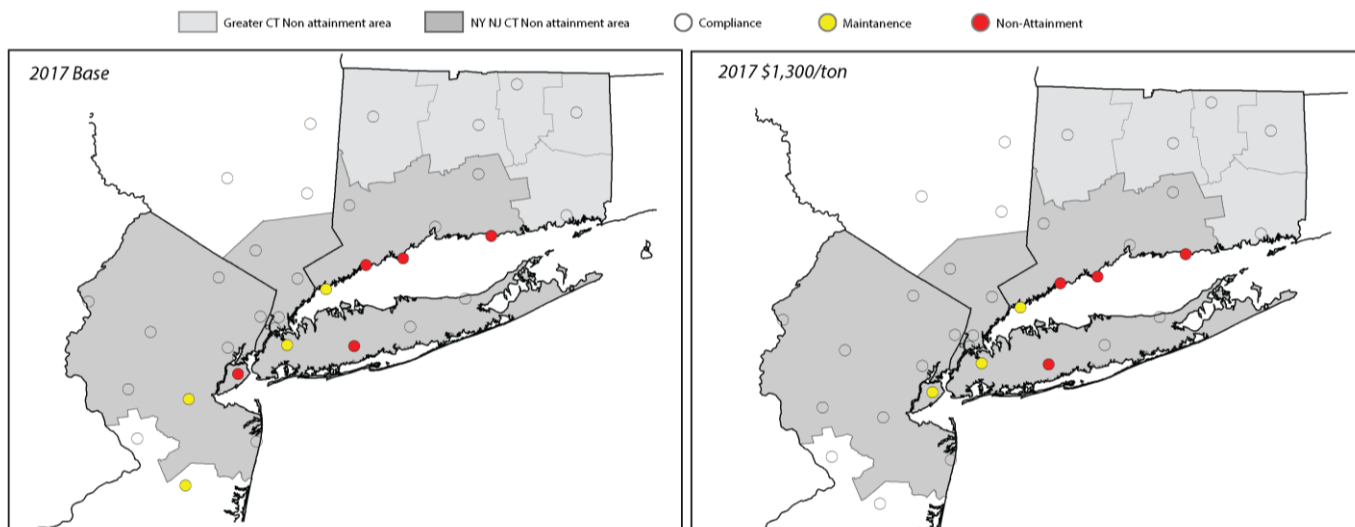 Greater CT Non attainment area NY NJ CT Non attainment area Compliance Maintanence Non-Attainment
2017 Base
2017 $1,300/ton